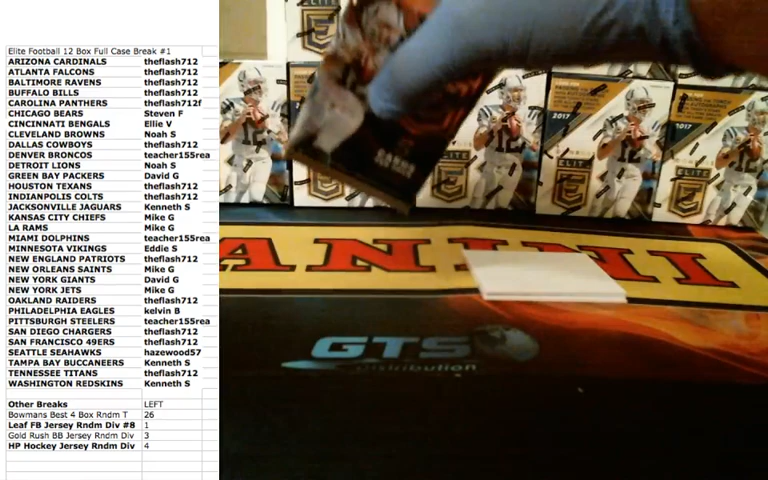 Elite Football 12 Box Full Case Break #1
ARIZONA CARDINALS theflash712
ATLANTA FALCONS theflash712
BALTIMORE RAVENS theflash712
BUFFALO BILLS theflash712
CAROLINA PANTHERS theflash712f
CHICAGO BEARS Steven F
CINCINNATI BENGALS Ellie V
CLEVELAND BROWNS Noah S
DALLAS COWBOYS theflash712
DENVER BRONCOS teacher155rea
DETROIT LIONS Noah S
GREEN BAY PACKERS David G
HOUSTON TEXANS theflash712
INDIANPOLIS COLTS theflash712
JACKSONVILLE JAGUARS Kenneth S
KANSAS CITY CHIEFS Mike G
LA RAMS Mike G
MIAMI DOLPHINS teacher155rea
MINNESOTA VIKINGS Eddie S
NEW ENGLAND PATRIOTS theflash712
NEW ORLEANS SAINTS Mike G
NEW YORK GIANTS David G
NEW YORK JETS Mike G
OAKLAND RAIDERS theflash712
PHILADELPHIA EAGLES kelvin B
PITTSBURGH STEELERS teacher155rea
SAN DIEGO CHARGERS theflash712
SAN FRANCISCO 49ERS theflash712
SEATTLE SEAHAWKS hazewood57
TAMPA BAY BUCCANEERS Kenneth S
TENNESSEE TITANS theflash712
WASHINGTON REDSKINS Kenneth S
Other Breaks LEFT
Bowmans Best 4 Box Rndm T 26
Leaf FB Jersey Rndm Div #8 1
Gold Rush BB Jersey Rndm Div 3
HP Hockey Jersey Rndm Div 4
2017
2017
ELITE
ELITE
ELITE
PANINI
GTS
distribution